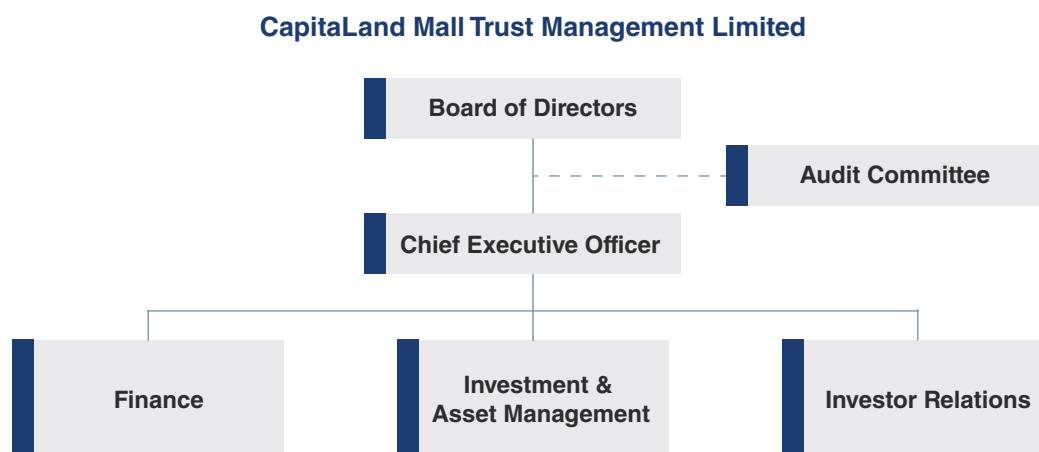 CapitaLand Mall Trust Management Limited
Board of Directors
Audit Committee
Chief Executive Officer
Finance
Investment &
Asset Management
Investor Relations